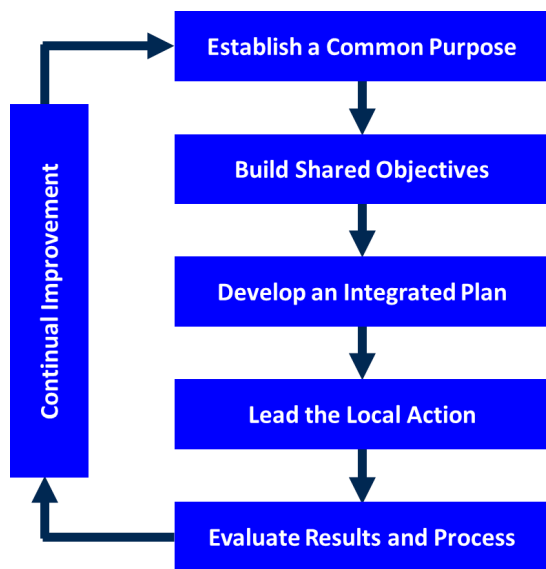 Establish a Common Purpose
Build Shared Objectives
Develop an Integrated Plan
Lead the Local Action
Evaluate Results and Process
Continual Improvement